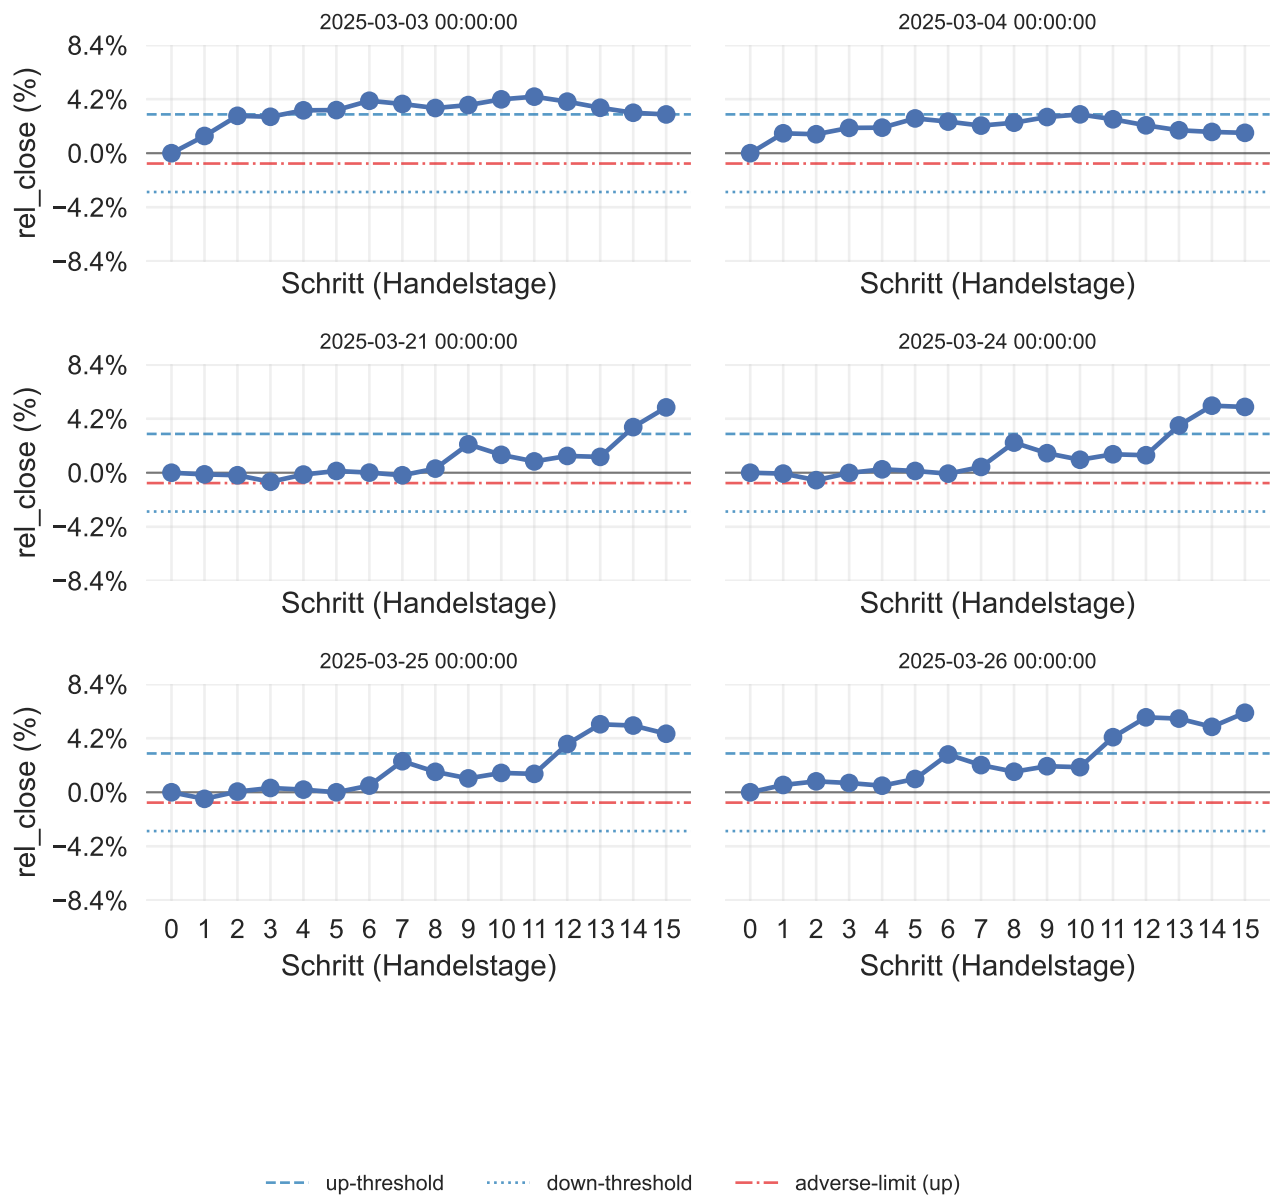 2025-03-03 00:00:00
2025-03-04 00:00:00
8.4%
4.2%
0.0%
−4.2%
−8.4%
rel_close (%)
Schritt (Handelstage)
Schritt (Handelstage)
2025-03-21 00:00:00
2025-03-24 00:00:00
8.4%
4.2%
0.0%
−4.2%
−8.4%
rel_close (%)
Schritt (Handelstage)
Schritt (Handelstage)
2025-03-25 00:00:00
2025-03-26 00:00:00
8.4%
4.2%
0.0%
−4.2%
−8.4%
rel_close (%)
0 1 2 3 4 5 6 7 8 9 10 11 12 13 14 15
0 1 2 3 4 5 6 7 8 9 10 11 12 13 14 15
Schritt (Handelstage)
Schritt (Handelstage)
up-threshold
down-threshold
adverse-limit (up)